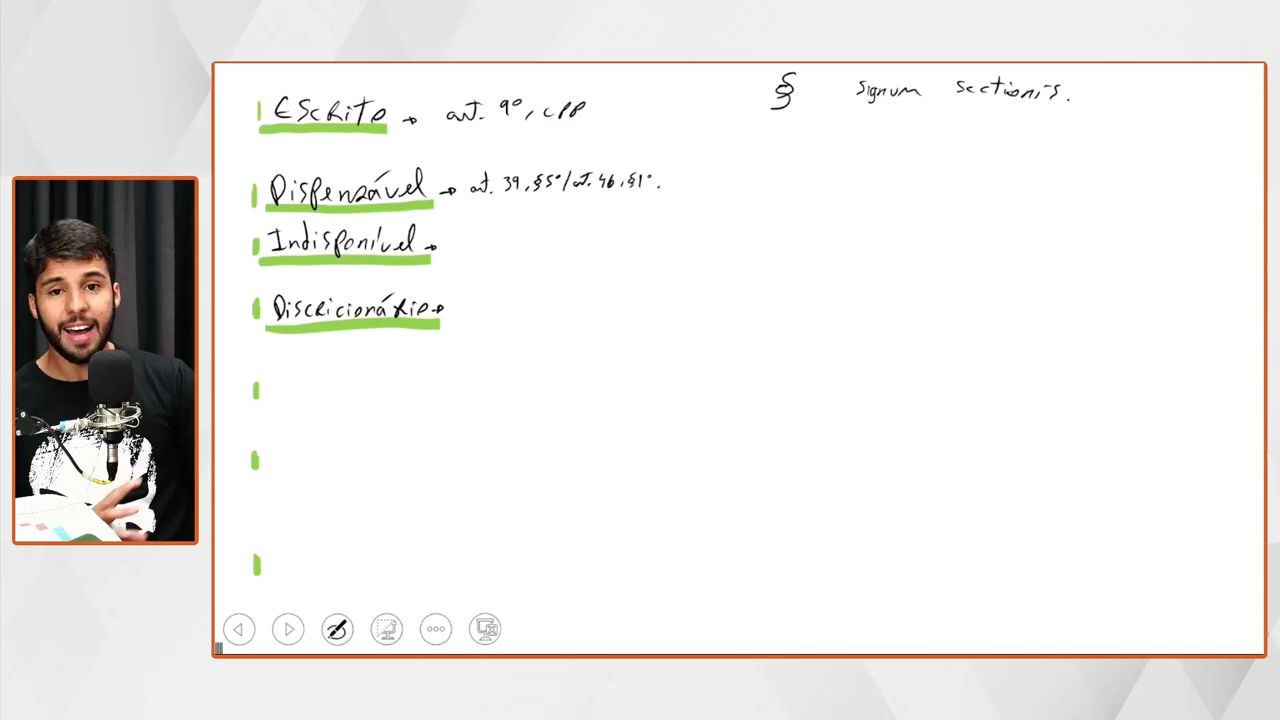 § signum sectionis.
Escrito → art. 9º, CPP
Dispensável → art. 39, §5º/art. 46, §1º.
Indisponível →
Discricionário →